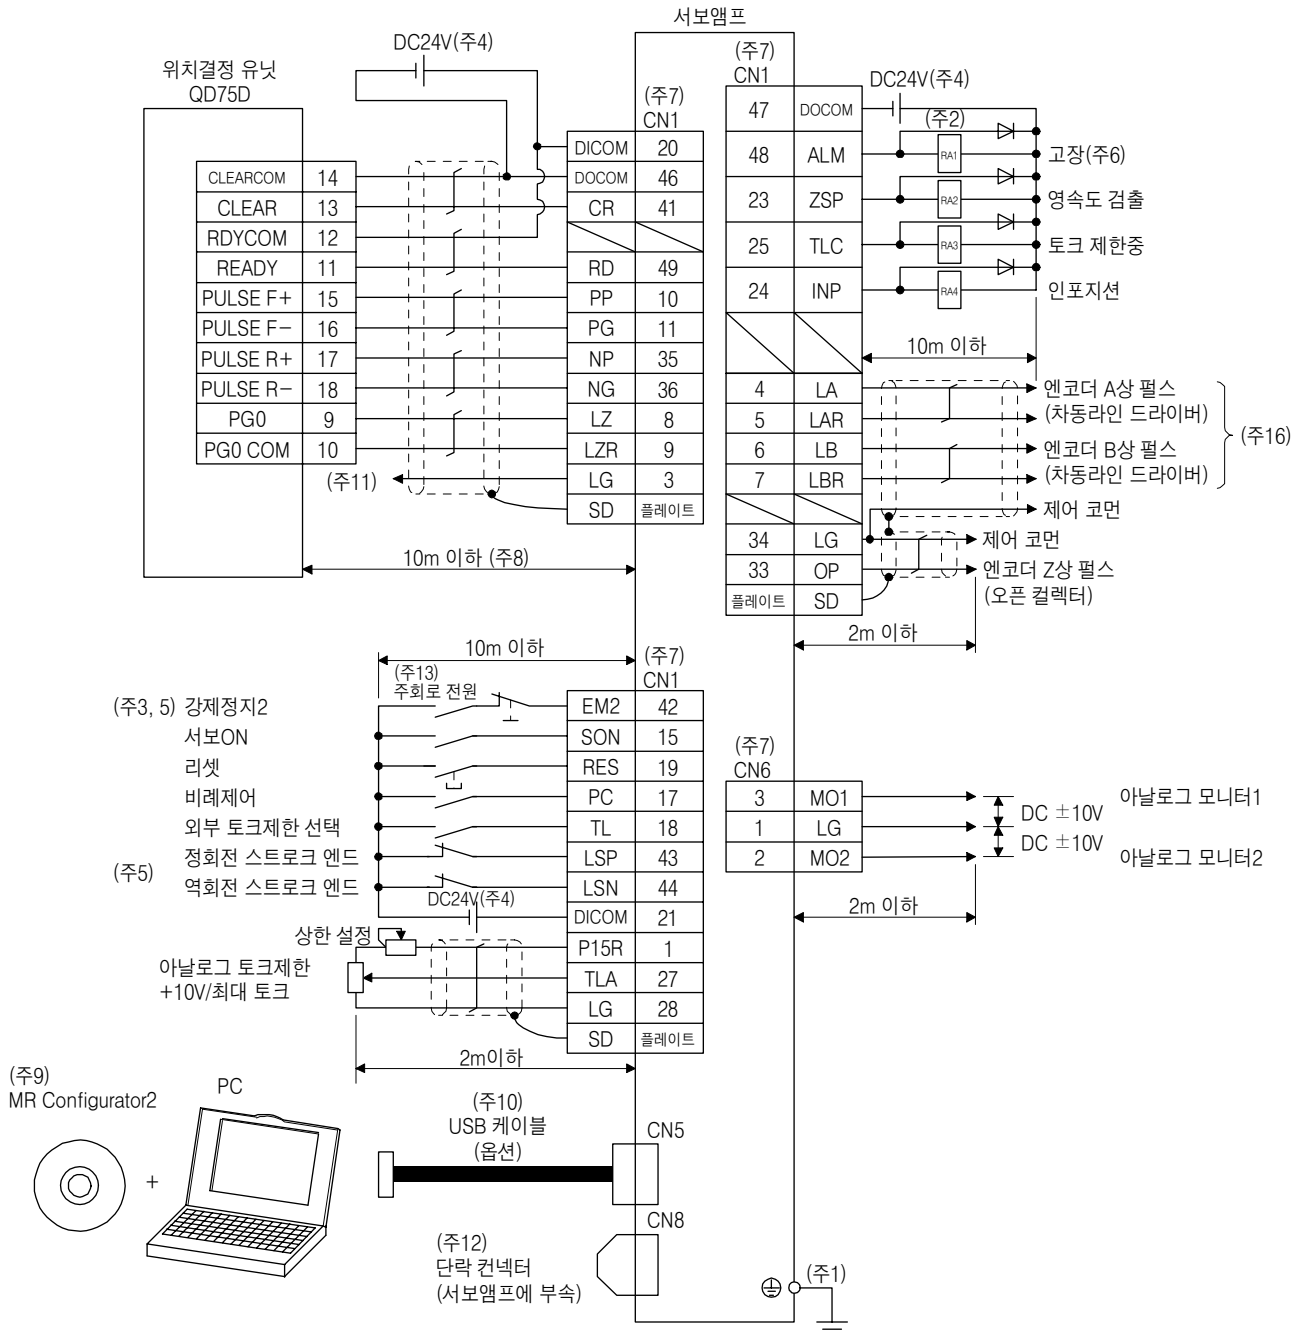 서보앰프
DC24V(주4)
위치결정 유닛
QD75D
(주7)
CN1
DICOM 20
CLEARCOM 14 DOCOM 46
CLEAR 13 CR 41
RDYCOM 12
READY 11 RD 49
PULSE F+ 15 PP 10
PULSE F− 16 PG 11
PULSE R+ 17 NP 35
PULSE R− 18 NG 36
PG0 9 LZ 8
PG0 COM 10 LZR 9
(주11) LG 3
SD 플레이트
10m 이하 (주8)
(주7)
CN1
DC24V(주4)
47 DOCOM
(주2)
48 ALM RA1 고장(주6)
23 ZSP RA2 영속도 검출
25 TLC RA3 토크 제한중
24 INP RA4 인포지션
10m 이하
4 LA 엔코더 A상 펄스
5 LAR (차동라인 드라이버)
6 LB 엔코더 B상 펄스
7 LBR (차동라인 드라이버)
(주16)
제어 코먼
34 LG 제어 코먼
33 OP 엔코더 Z상 펄스
(오픈 컬렉터)
플레이트 SD
2m 이하
10m 이하
(주7)
CN1
(주13)
주회로 전원
(주3, 5) 강제정지2 EM2 42
서보ON SON 15
리셋 RES 19
비례제어 PC 17
외부 토크제한 선택 TL 18
정회전 스트로크 엔드 LSP 43
(주5)
역회전 스트로크 엔드 LSN 44
DC24V(주4)
DICOM 21
상한 설정 P15R 1
아날로그 토크제한
+10V/최대 토크
TLA 27
LG 28
SD 플레이트
2m이하
(주7)
CN6
3 MO1 아날로그 모니터1
DC ±10V
1 LG
DC ±10V
2 MO2 아날로그 모니터2
2m 이하
(주9)
MR Configurator2
PC
+
(주10)
USB 케이블
(옵션)
CN5
CN8
(주12)
단락 컨넥터
(서보앰프에 부속)
(주1)